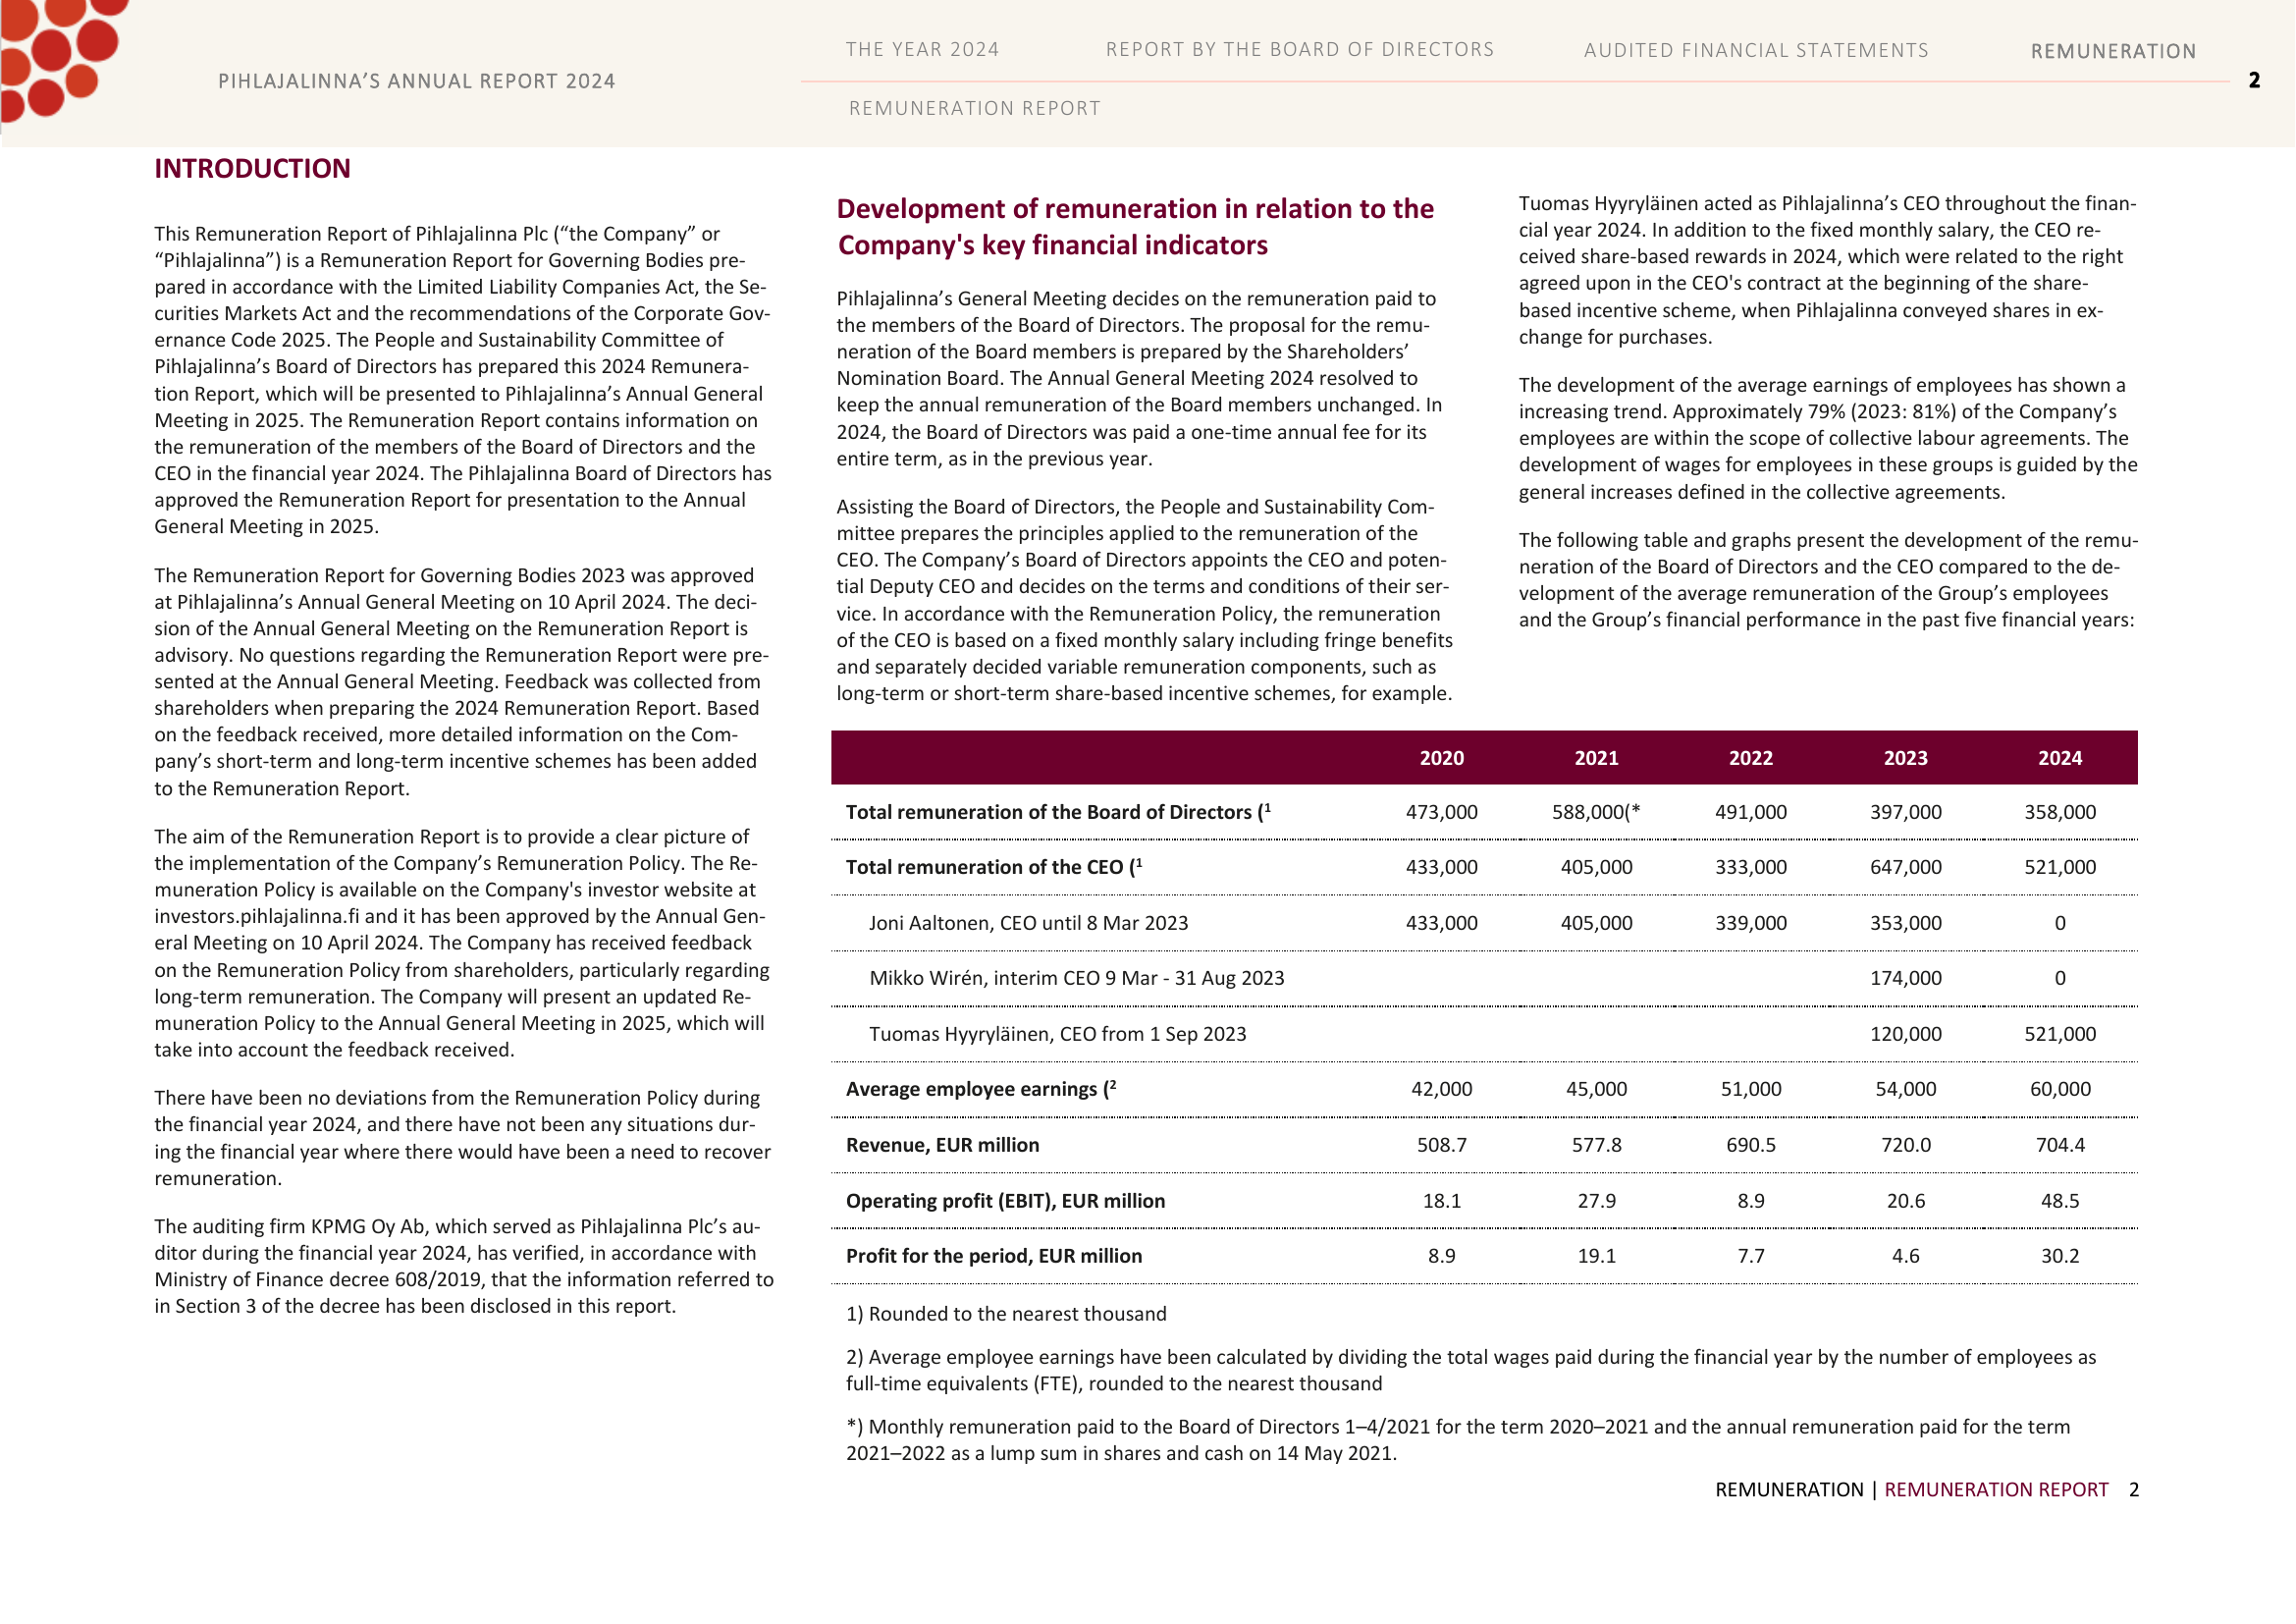 PIHLAJALINNA’S ANNUAL REPORT 2024
THE YEAR 2024
REPORT BY THE BOARD OF DIRECTORS
AUDITED FINANCIAL STATEMENTS
REMUNERATION
2
REMUNERATION REPORT
INTRODUCTION
This Remuneration Report of Pihlajalinna Plc (“the Company” or
“Pihlajalinna”) is a Remuneration Report for Governing Bodies pre-
pared in accordance with the Limited Liability Companies Act, the Se-
curities Markets Act and the recommendations of the Corporate Gov-
ernance Code 2025. The People and Sustainability Committee of
Pihlajalinna’s Board of Directors has prepared this 2024 Remunera-
tion Report, which will be presented to Pihlajalinna’s Annual General
Meeting in 2025. The Remuneration Report contains information on
the remuneration of the members of the Board of Directors and the
CEO in the financial year 2024. The Pihlajalinna Board of Directors has
approved the Remuneration Report for presentation to the Annual
General Meeting in 2025.
The Remuneration Report for Governing Bodies 2023 was approved
at Pihlajalinna’s Annual General Meeting on 10 April 2024. The deci-
sion of the Annual General Meeting on the Remuneration Report is
advisory. No questions regarding the Remuneration Report were pre-
sented at the Annual General Meeting. Feedback was collected from
shareholders when preparing the 2024 Remuneration Report. Based
on the feedback received, more detailed information on the Com-
pany’s short-term and long-term incentive schemes has been added
to the Remuneration Report.
The aim of the Remuneration Report is to provide a clear picture of
the implementation of the Company’s Remuneration Policy. The Re-
muneration Policy is available on the Company's investor website at
investors.pihlajalinna.fi and it has been approved by the Annual Gen-
eral Meeting on 10 April 2024. The Company has received feedback
on the Remuneration Policy from shareholders, particularly regarding
long-term remuneration. The Company will present an updated Re-
muneration Policy to the Annual General Meeting in 2025, which will
take into account the feedback received.
There have been no deviations from the Remuneration Policy during
the financial year 2024, and there have not been any situations dur-
ing the financial year where there would have been a need to recover
remuneration.
The auditing firm KPMG Oy Ab, which served as Pihlajalinna Plc’s au-
ditor during the financial year 2024, has verified, in accordance with
Ministry of Finance decree 608/2019, that the information referred to
in Section 3 of the decree has been disclosed in this report.
Development of remuneration in relation to the
Company's key financial indicators
Pihlajalinna’s General Meeting decides on the remuneration paid to
the members of the Board of Directors. The proposal for the remu-
neration of the Board members is prepared by the Shareholders’
Nomination Board. The Annual General Meeting 2024 resolved to
keep the annual remuneration of the Board members unchanged. In
2024, the Board of Directors was paid a one-time annual fee for its
entire term, as in the previous year.
Assisting the Board of Directors, the People and Sustainability Com-
mittee prepares the principles applied to the remuneration of the
CEO. The Company’s Board of Directors appoints the CEO and poten-
tial Deputy CEO and decides on the terms and conditions of their ser-
vice. In accordance with the Remuneration Policy, the remuneration
of the CEO is based on a fixed monthly salary including fringe benefits
and separately decided variable remuneration components, such as
long-term or short-term share-based incentive schemes, for example.
Tuomas Hyyryläinen acted as Pihlajalinna’s CEO throughout the finan-
cial year 2024. In addition to the fixed monthly salary, the CEO re-
ceived share-based rewards in 2024, which were related to the right
agreed upon in the CEO's contract at the beginning of the share-
based incentive scheme, when Pihlajalinna conveyed shares in ex-
change for purchases.
The development of the average earnings of employees has shown a
increasing trend. Approximately 79% (2023: 81%) of the Company’s
employees are within the scope of collective labour agreements. The
development of wages for employees in these groups is guided by the
general increases defined in the collective agreements.
The following table and graphs present the development of the remu-
neration of the Board of Directors and the CEO compared to the de-
velopment of the average remuneration of the Group’s employees
and the Group’s financial performance in the past five financial years:
2020 2021 2022 2023 2024
Total remuneration of the Board of Directors (1 473,000 588,000(* 491,000 397,000 358,000
Total remuneration of the CEO (1 433,000 405,000 333,000 647,000 521,000
Joni Aaltonen, CEO until 8 Mar 2023 433,000 405,000 339,000 353,000 0
Mikko Wirén, interim CEO 9 Mar - 31 Aug 2023 174,000 0
Tuomas Hyyryläinen, CEO from 1 Sep 2023 120,000 521,000
Average employee earnings (2 42,000 45,000 51,000 54,000 60,000
Revenue, EUR million 508.7 577.8 690.5 720.0 704.4
Operating profit (EBIT), EUR million 18.1 27.9 8.9 20.6 48.5
Profit for the period, EUR million 8.9 19.1 7.7 4.6 30.2
1) Rounded to the nearest thousand
2) Average employee earnings have been calculated by dividing the total wages paid during the financial year by the number of employees as
full-time equivalents (FTE), rounded to the nearest thousand
*) Monthly remuneration paid to the Board of Directors 1–4/2021 for the term 2020–2021 and the annual remuneration paid for the term
2021–2022 as a lump sum in shares and cash on 14 May 2021.
REMUNERATION | REMUNERATION REPORT 2